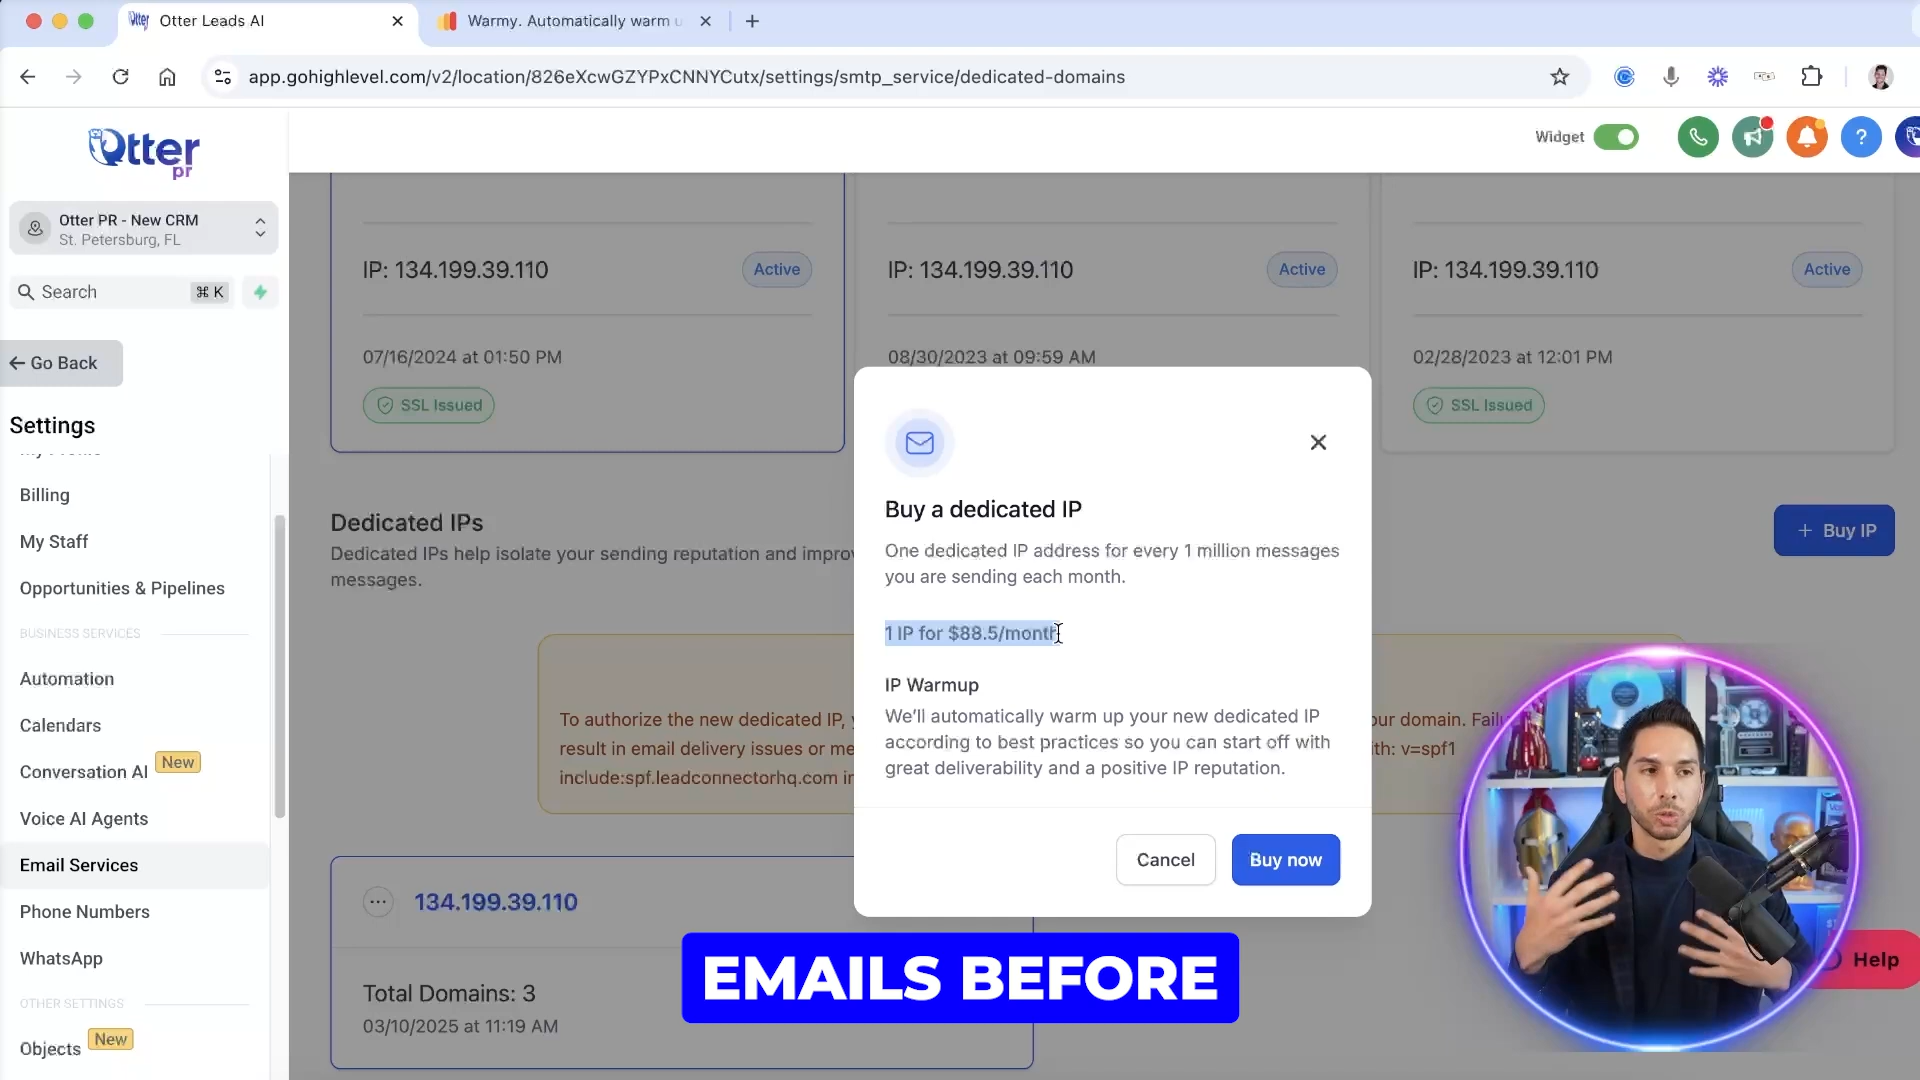 Otter Leads AI
Warmy. Automatically warm u
app.gohighlevel.com/v2/location/826eXcwGZYPxCNNYCutx/settings/smtp_service/dedicated-domains
Otter
pr
Widget
Otter PR - New CRM
St. Petersburg, FL
Search
⌘ K
Go Back
Settings
My Profile
Billing
My Staff
Opportunities & Pipelines
BUSINESS SERVICES
Automation
Calendars
Conversation AI
New
Voice AI Agents
Email Services
Phone Numbers
WhatsApp
OTHER SETTINGS
Objects
New
IP: 134.199.39.110
Active
07/16/2024 at 01:50 PM
SSL Issued
IP: 134.199.39.110
Active
08/30/2023 at 09:59 AM
IP: 134.199.39.110
Active
02/28/2023 at 12:01 PM
SSL Issued
Dedicated IPs
Dedicated IPs help isolate your sending reputation and improv
messages.
+ Buy IP
To authorize the new dedicated IP, y
our domain. Failu
result in email delivery issues or me
ith: v=spf1
include:spf.leadconnectorhq.com in
Buy a dedicated IP
One dedicated IP address for every 1 million messages
you are sending each month.
1 IP for $88.5/month
IP Warmup
We'll automatically warm up your new dedicated IP
according to best practices so you can start off with
great deliverability and a positive IP reputation.
Cancel
Buy now
134.199.39.110
Total Domains: 3
03/10/2025 at 11:19 AM
EMAILS BEFORE
Help